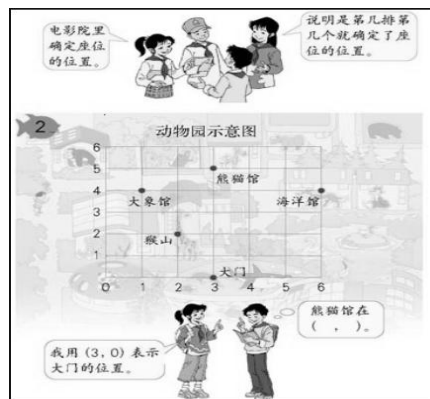 电影院里
确定座位
的位置。
说明是第几排第
几个就确定了座
位的位置。
2
动物园示意图
6
5
熊猫馆
4
大象馆
海洋馆
3
2
猴山
1
大门
0 1 2 3 4 5 6
熊猫馆在
( , )。
我用 (3, 0) 表示
大门的位置。